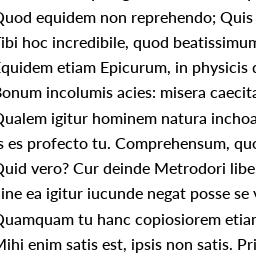 Quod equidem non reprehendo; Quis
Tibi hoc incredibile, quod beatissimum
Equidem etiam Epicurum, in physicis
Bonum incolumis acies: misera caecita
Qualem igitur hominem natura inchoa
es profecto tu. Comprehensum, quo
Quid vero? Cur deinde Metrodori libe
Sine ea igitur iucunde negat posse se v
Quamquam tu hanc copiosiorem etiam
Mihi enim satis est, ipsis non satis. Pri